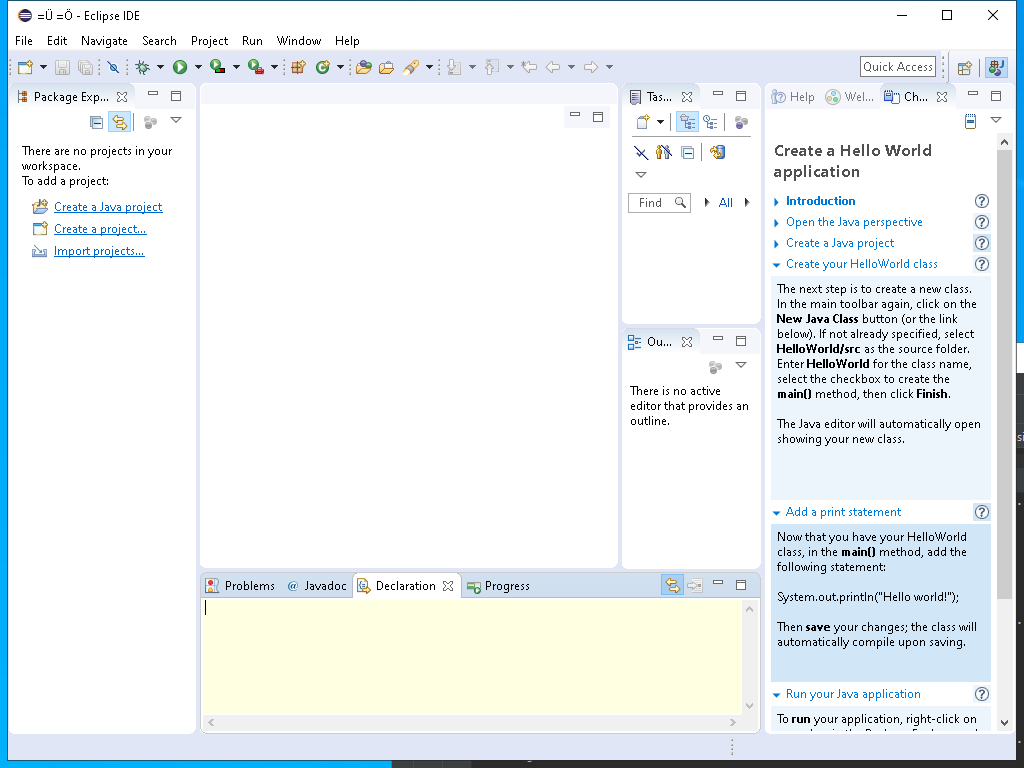 =Ü =Ö - Eclipse IDE
File Edit Navigate Search Project Run Window Help
Quick Access
Package Exp...
There are no projects in your
workspace.
To add a project:
Create a Java project
Create a project...
Import projects...
Tas...
Find
All
Ou...
There is no active
editor that provides an
outline.
Problems
@ Javadoc
Declaration
Progress
Help
Wel...
Ch...
Create a Hello World
application
Introduction
Open the Java perspective
Create a Java project
Create your HelloWorld class
The next step is to create a new class.
In the main toolbar again, click on the
New Java Class button (or the link
below). If not already specified, select
HelloWorld/src as the source folder.
Enter HelloWorld for the class name,
select the checkbox to create the
main() method, then click Finish.
The Java editor will automatically open
showing your new class.
Add a print statement
Now that you have your HelloWorld
class, in the main() method, add the
following statement:
System.out.println("Hello world!");
Then save your changes; the class will
automatically compile upon saving.
Run your Java application
To run your application, right-click on